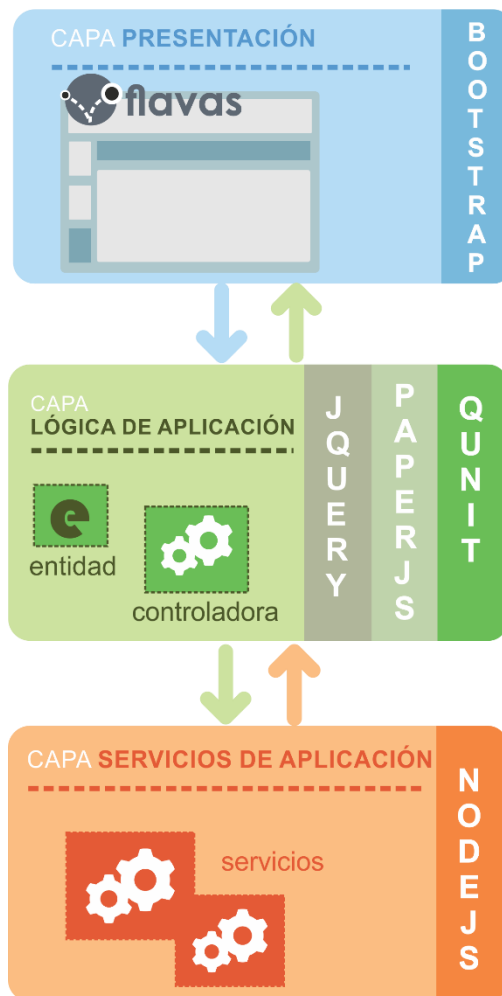 CAPA PRESENTACIÓN
flavas
BOOTSTRAP
CAPA
LÓGICA DE APLICACIÓN
entidad
controladora
JQUERY
PAPERJS
QUNIT
CAPA SERVICIOS DE APLICACIÓN
servicios
NODEJS